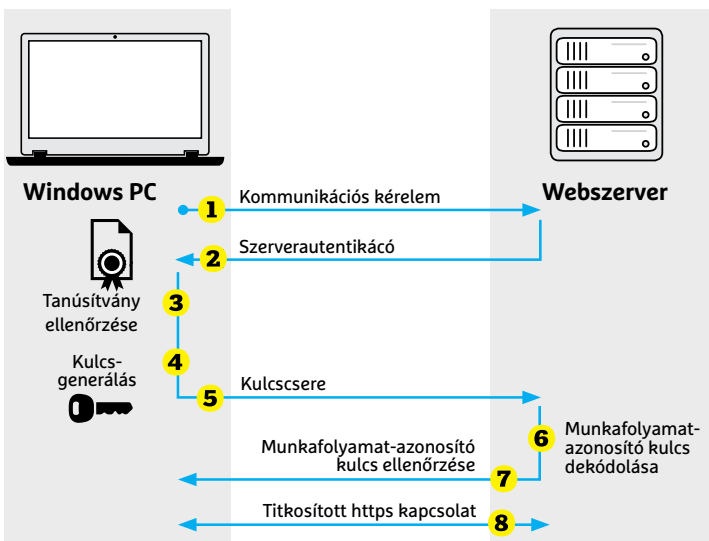 Windows PC
Webszerver
1 Kommunikációs kérelem
2 Szerverautentikácó
Tanúsítvány
ellenőrzése
3
4
Kulcs-
generálás
5 Kulcscsere
6 Munkafolyamat-
azonosító kulcs
dekódolása
Munkafolyamat-azonosító
kulcs ellenőrzése
7
Titkosított https kapcsolat
8